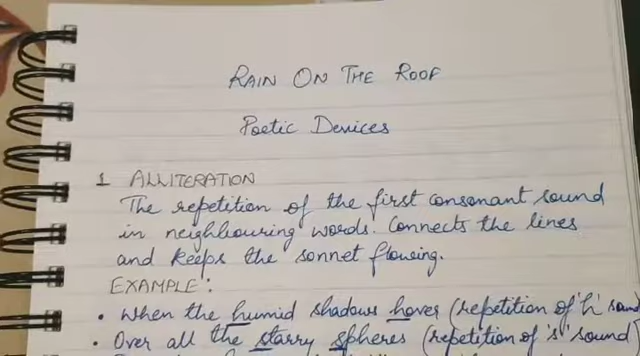 RAIN ON THE ROOF
Poetic Devices
1 ALLITERATION
The repetition of the first consonant sound
in neighbouring words. Connects the lines
and keeps the sonnet flowing.
EXAMPLE:
• When the humid shadows hover (repetition of 'h' sound
• Over all the starry spheres (repetition of 's' sound)